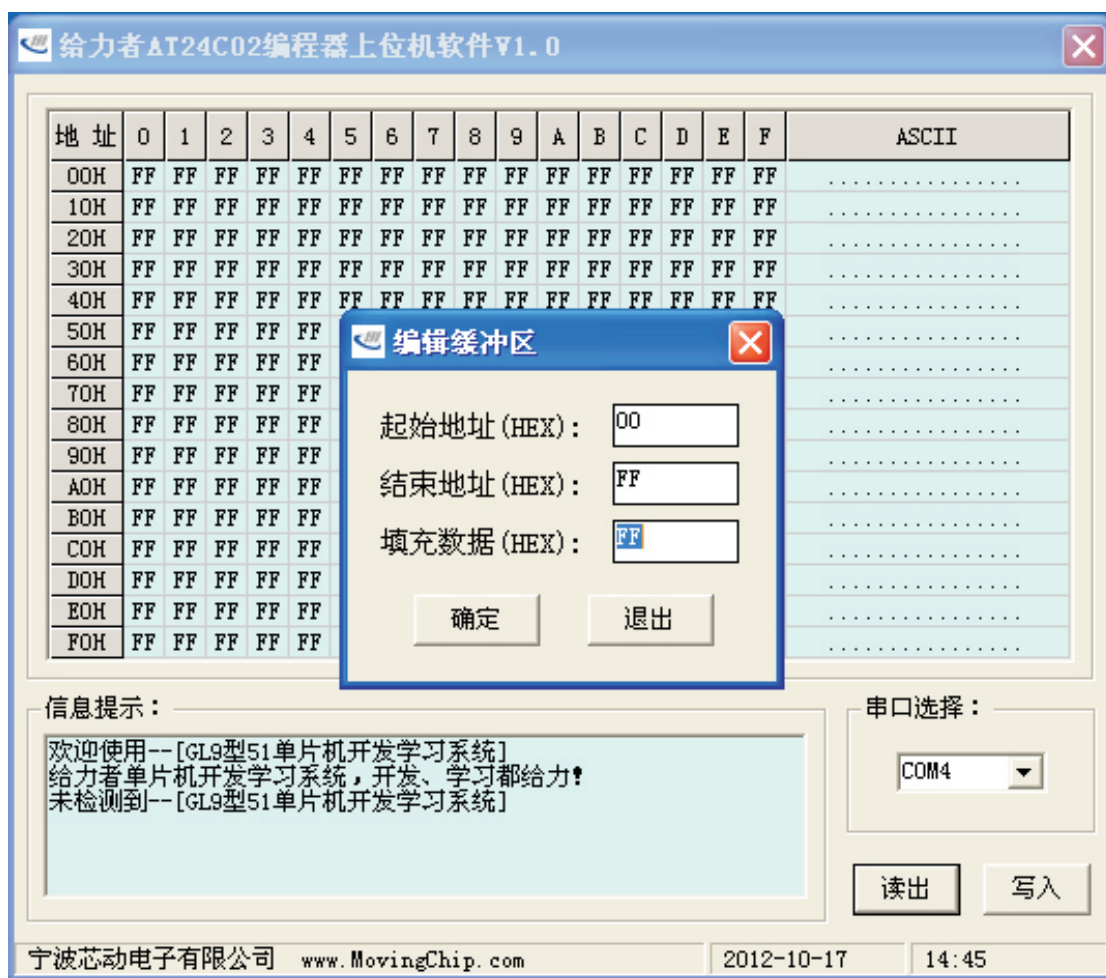 给力者AT24C02编程器上位机软件V1.0
地 址 0 1 2 3 4 5 6 7 8 9 A B C D E F ASCII
00H FF FF FF FF FF FF FF FF FF FF FF FF FF FF FF FF ................
10H FF FF FF FF FF FF FF FF FF FF FF FF FF FF FF FF ................
20H FF FF FF FF FF FF FF FF FF FF FF FF FF FF FF FF ................
30H FF FF FF FF FF FF FF FF FF FF FF FF FF FF FF FF ................
40H FF FF FF FF FF FF FF FF FF FF FF FF FF FF FF FF ................
50H FF FF FF FF FF ................
60H FF FF FF FF FF ................
70H FF FF FF FF FF ................
80H FF FF FF FF FF ................
90H FF FF FF FF FF ................
A0H FF FF FF FF FF ................
B0H FF FF FF FF FF ................
C0H FF FF FF FF FF ................
D0H FF FF FF FF FF ................
E0H FF FF FF FF FF ................
F0H FF FF FF FF FF ................
编辑缓冲区
起始地址(HEX): 00
结束地址(HEX): FF
填充数据(HEX): FF
确定 退出
信息提示：
欢迎使用--[GL9型51单片机开发学习系统]
给力者单片机开发学习系统，开发、学习都给力！
未检测到--[GL9型51单片机开发学习系统]
串口选择：
COM4
读出 写入
宁波芯动电子有限公司 www.MovingChip.com 2012-10-17 14:45